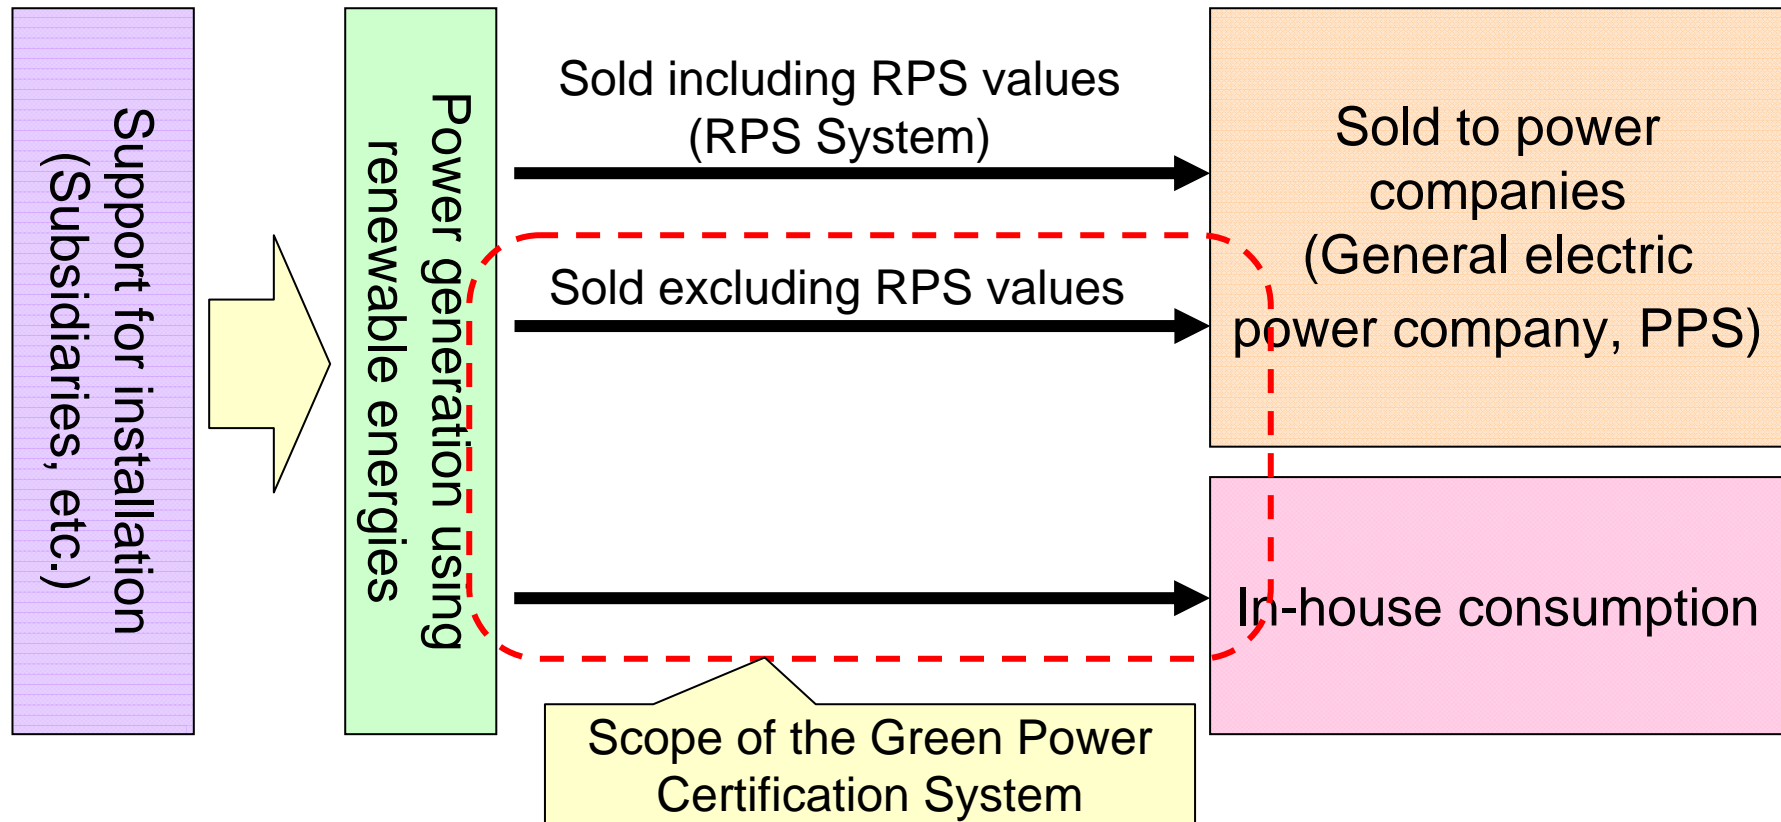 Support for installation
(Subsidiaries, etc.)
Power generation using
renewable energies
Sold including RPS values
(RPS System)
Sold excluding RPS values
Sold to power
companies
(General electric
power company, PPS)
In-house consumption
Scope of the Green Power
Certification System